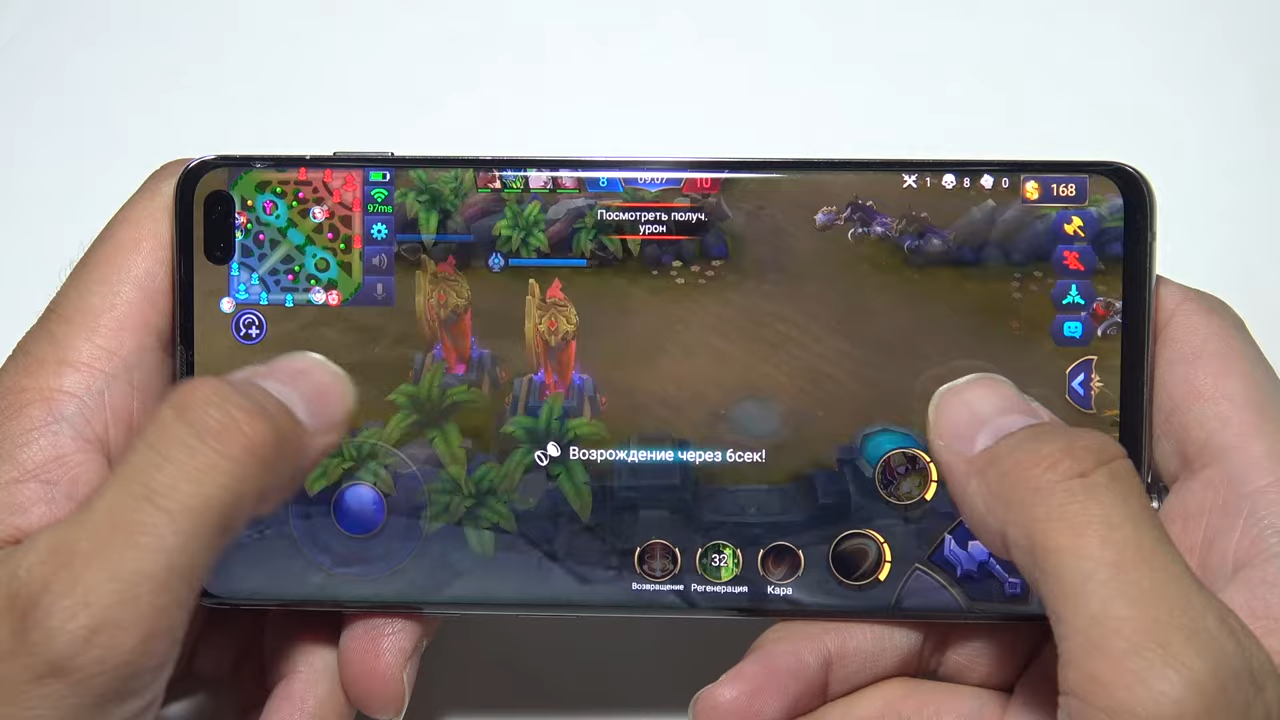 97ms
8
09:07
10
1
8
0
168
Посмотреть получ.
урон
Возрождение через 6сек!
32
Возвращение
Регенерация
Кара